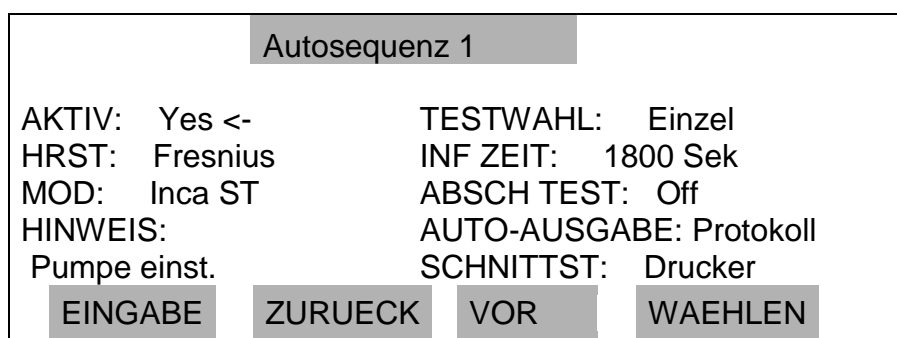 Autosequenz 1
AKTIV: Yes <- TESTWAHL: Einzel
HRST: Fresnius INF ZEIT: 1800 Sek
MOD: Inca ST ABSCH TEST: Off
HINWEIS: AUTO-AUSGABE: Protokoll
Pumpe einst. SCHNITTST: Drucker
EINGABE ZURUECK VOR WAEHLEN